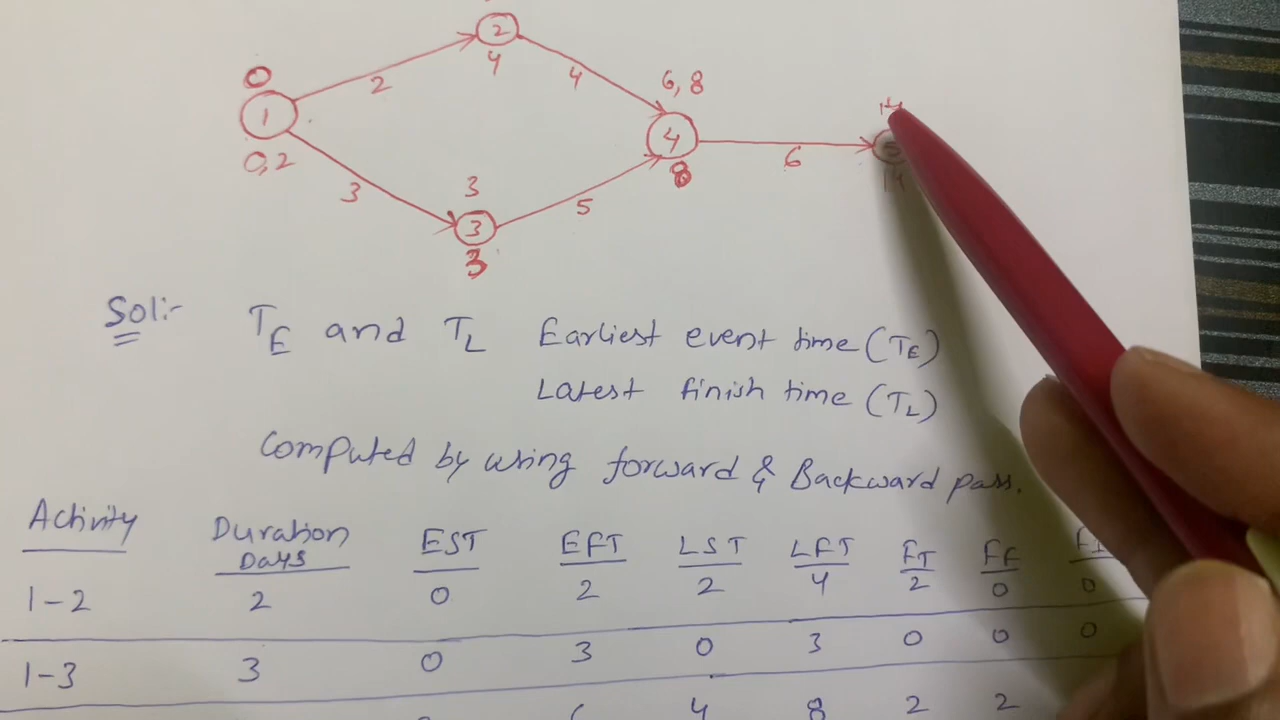 2
0
1
2
4
4
6, 8
4
8
0,2
3
3
3
3
5
6
14
14
Sol:-
TE and TL Earliest event time (TE)
Latest finish time (TL)
Computed by using forward & Backward pass.
Activity Duration Days EST EFT LST LFT FT FF
1-2 2 0 2 2 4 2 0 0
1-3 3 0 3 0 3 0 0 0
4 8 2 2